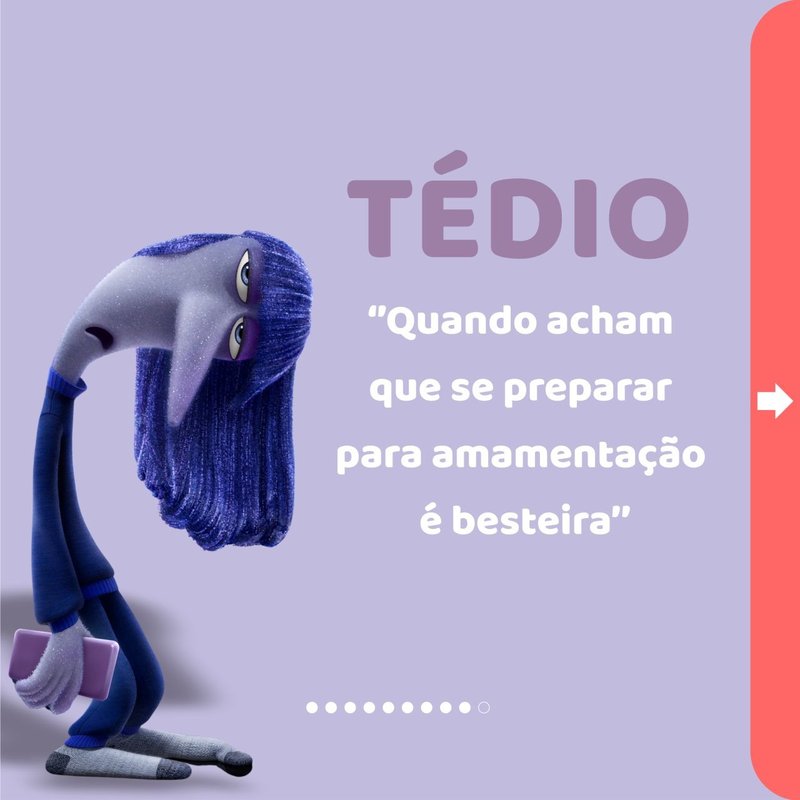 TÉDIO
“Quando acham
que se preparar
para amamentação
é besteira”